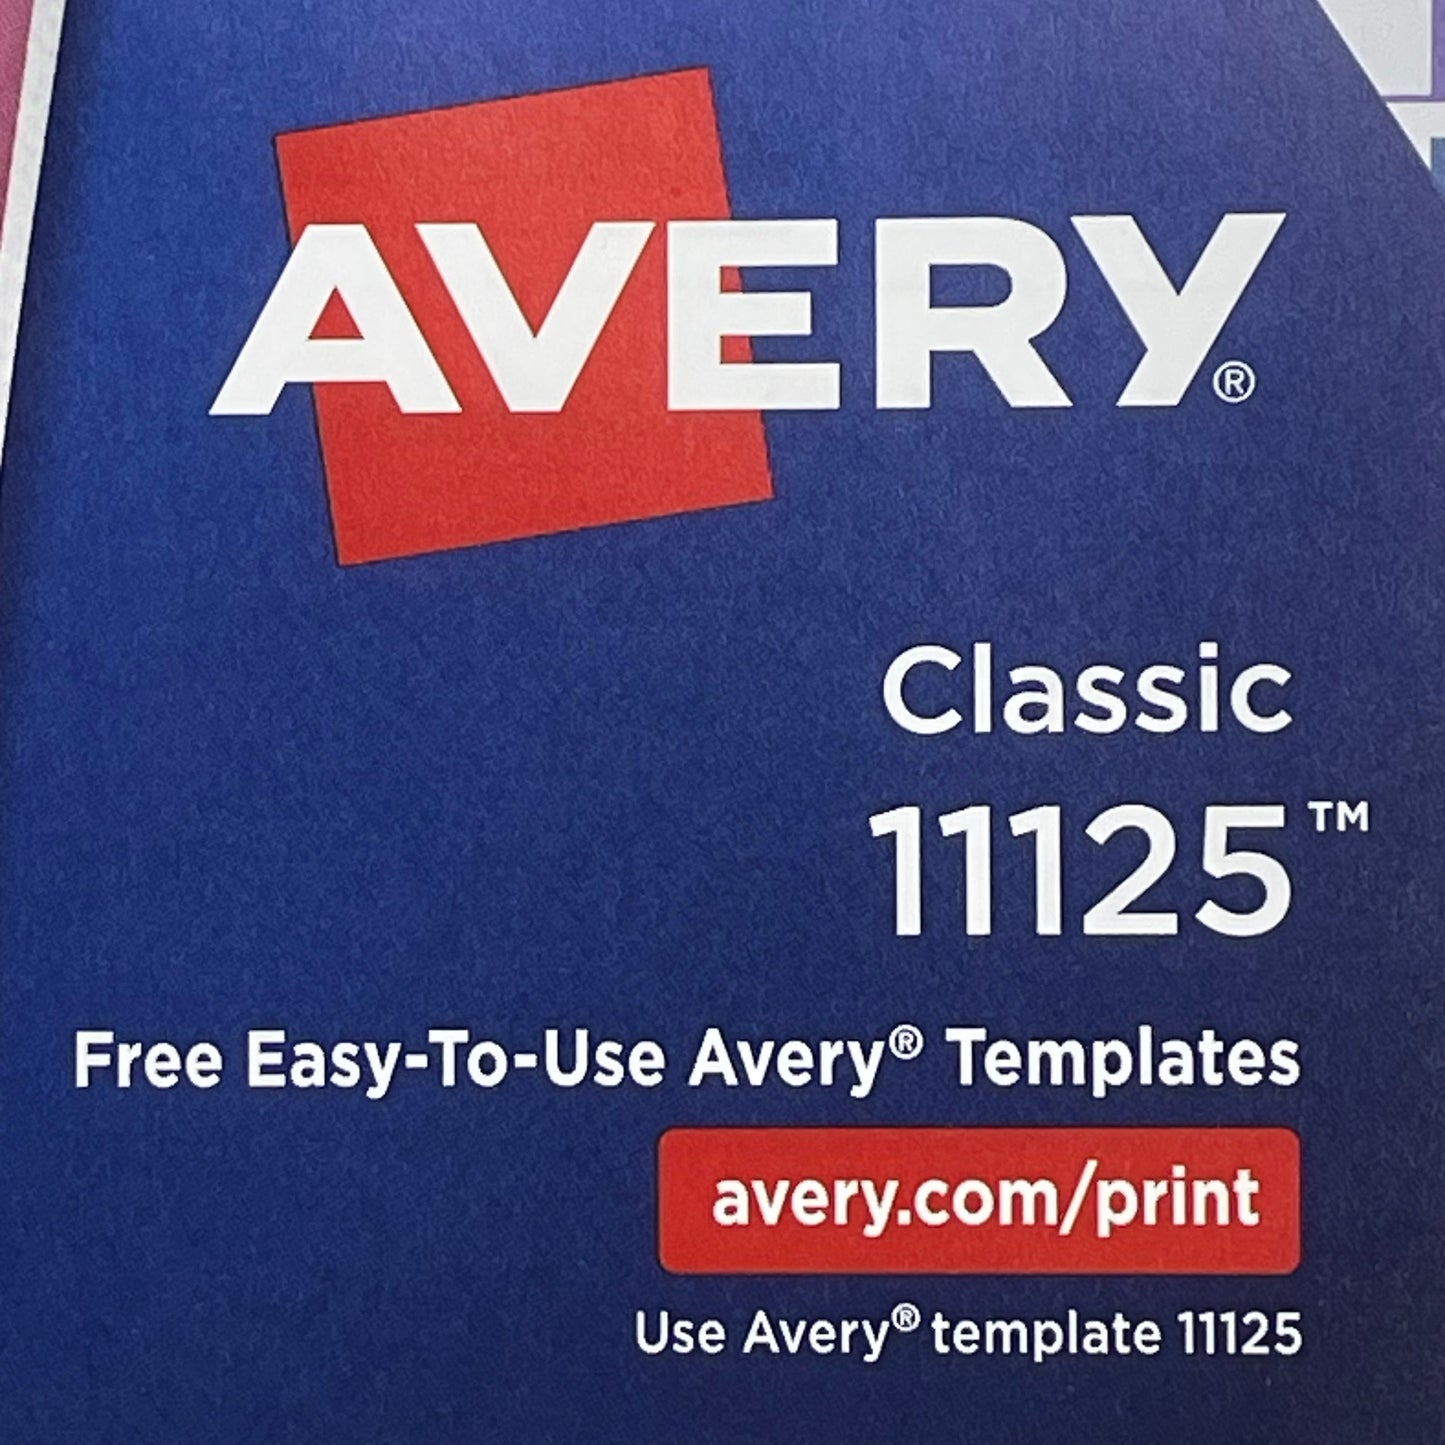 AVERY®
Classic
11125™
Free Easy-To-Use Avery® Templates
avery.com/print
Use Avery® template 11125